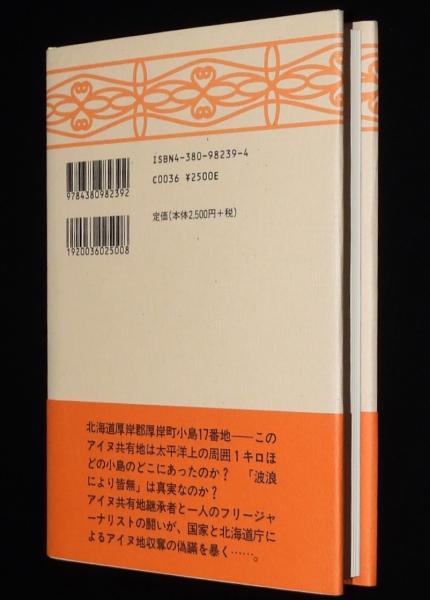 ISBN4-380-98239-4
C0036 ¥2500E
9784380982392
定価(本体2,500円+税)
1920036025008
北海道厚岸郡厚岸町小島17番地──この
アイヌ共有地は太平洋上の周囲1キロほ
どの小島のどこにあったのか? 「波浪
により皆無」は真実なのか?
アイヌ共有地継承者と一人のフリージャ
ーナリストの闘いが、国家と北海道庁に
よるアイヌ地収奪の偽瞞を暴く……。